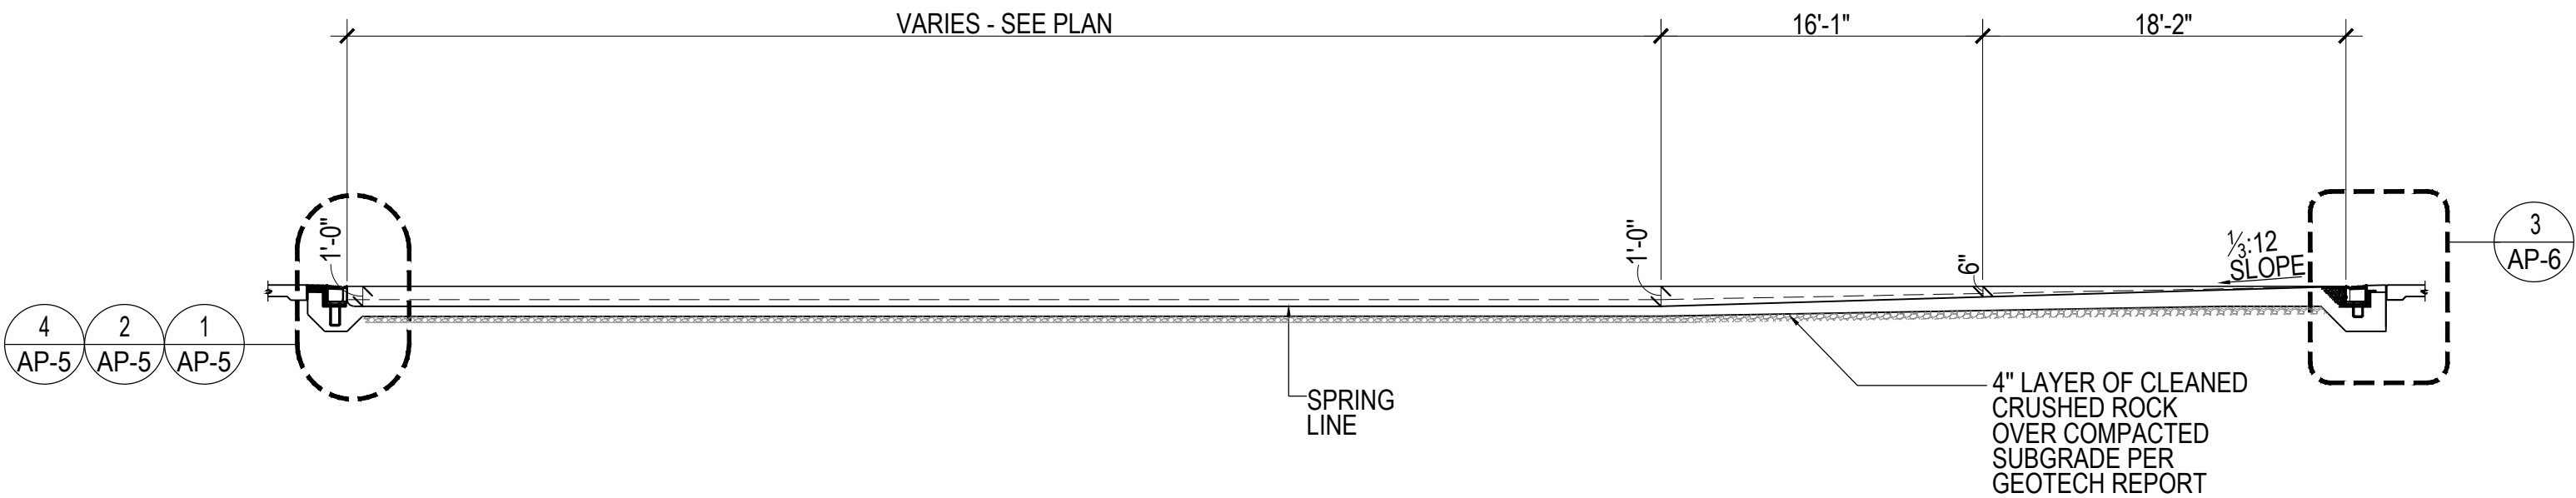 VARIES - SEE PLAN
16'-1"
18'-2"
1'-0"
1'-0"
6"
⅓:12
SLOPE
3
AP-6
4
AP-5
2
AP-5
1
AP-5
SPRING
LINE
4" LAYER OF CLEANED
CRUSHED ROCK
OVER COMPACTED
SUBGRADE PER
GEOTECH REPORT